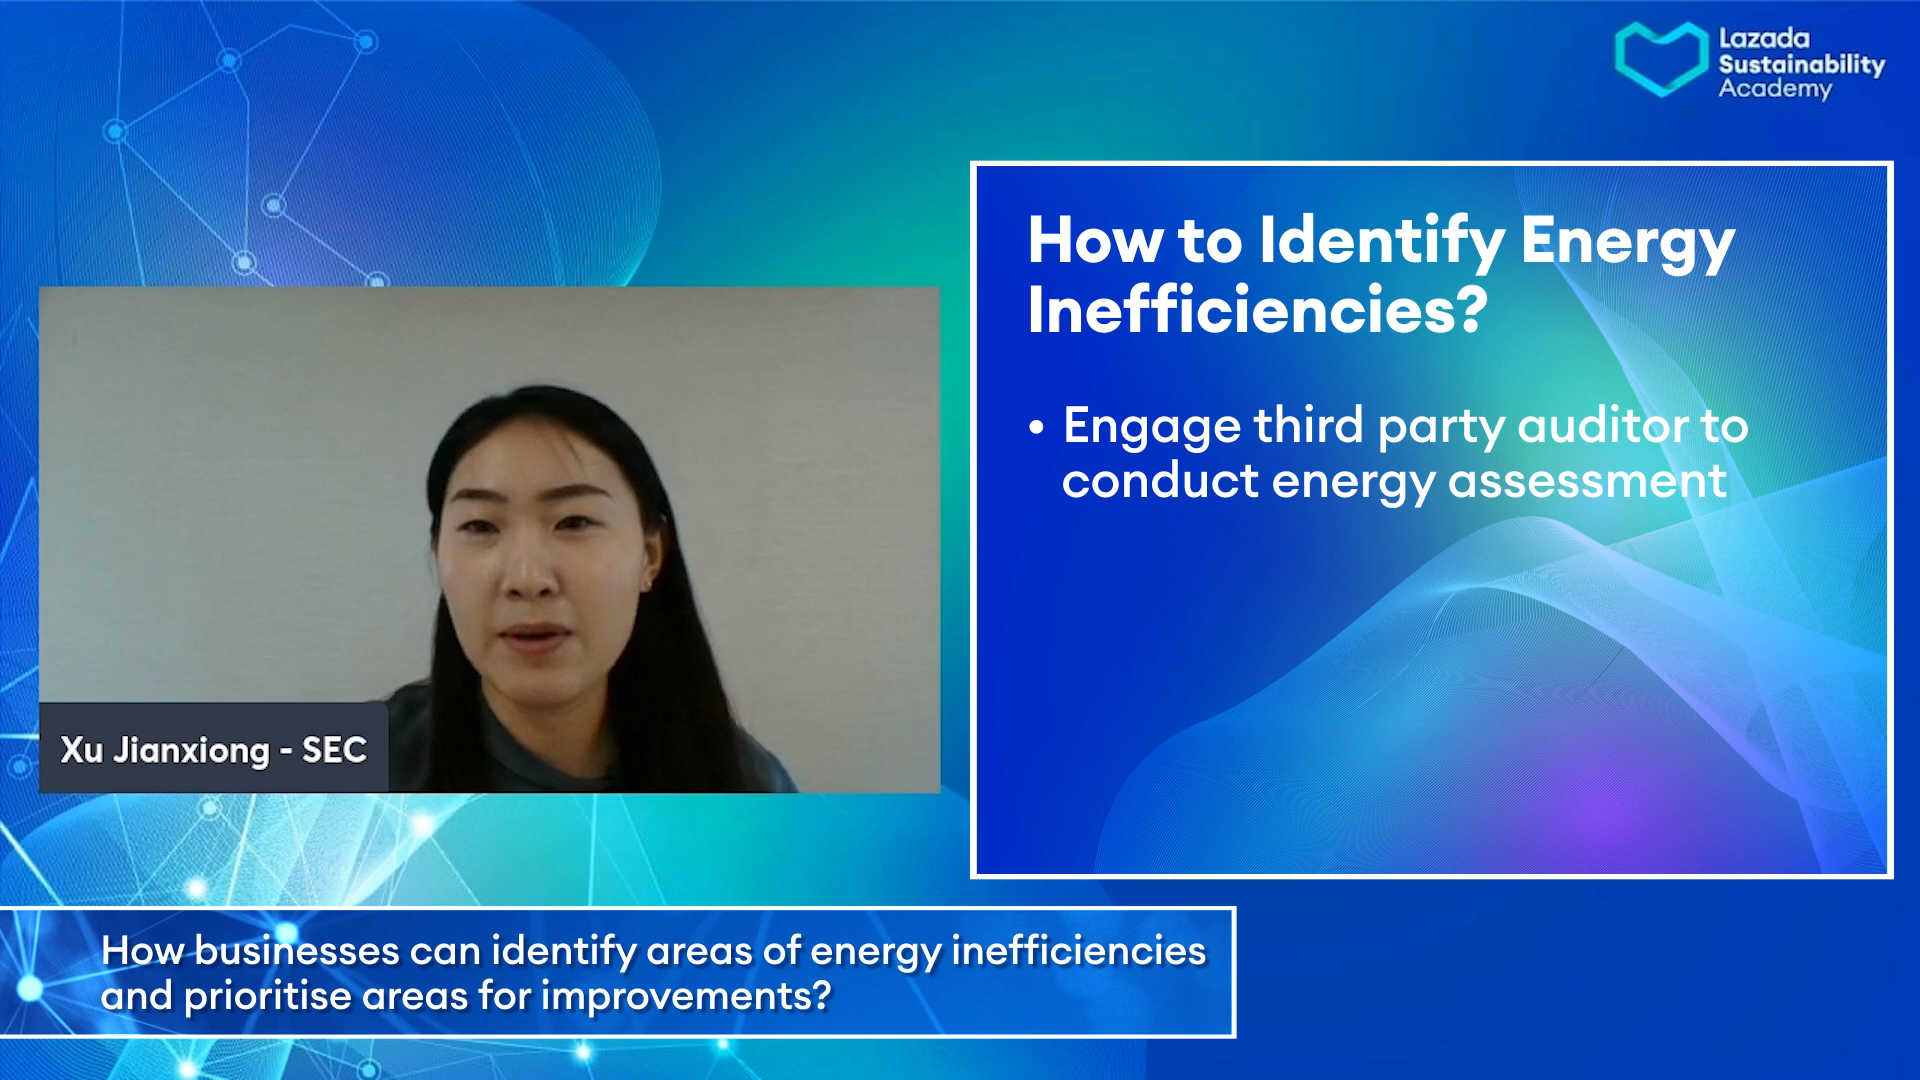 Lazada
Sustainability
Academy
How to Identify Energy
Inefficiencies?
• Engage third party auditor to
conduct energy assessment
Xu Jianxiong - SEC
How businesses can identify areas of energy inefficiencies
and prioritise areas for improvements?